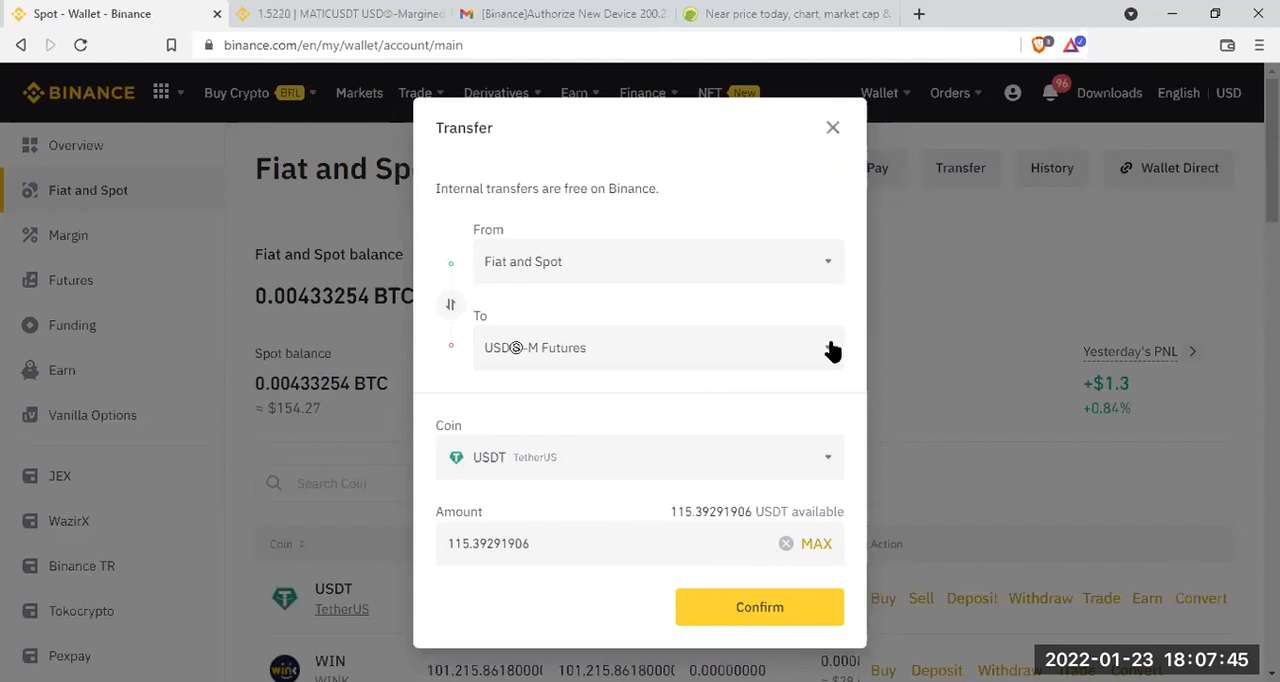 Spot - Wallet - Binance
1.5220 | MATICUSDT USDⓈ-Margined
[Binance]Authorize New Device 200.2
Near price today, chart, market cap &
binance.com/en/my/wallet/account/main
BINANCE
Buy Crypto BRL
Markets
Trade
Derivatives
Earn
Finance
NFT New
Wallet
Orders
96
Downloads
English
USD
Overview
Fiat and Spot
Margin
Futures
Funding
Earn
Vanilla Options
JEX
WazirX
Binance TR
Tokocrypto
Pexpay
Fiat and Sp
Pay
Transfer
History
Wallet Direct
Fiat and Spot balance
0.00433254 BTC
Spot balance
0.00433254 BTC
≈ $154.27
Yesterday's PNL
+$1.3
+0.84%
Search Coin
Coin
Action
USDT
TetherUS
Buy Sell Deposit Withdraw Trade Earn Convert
WIN
WINK
101,215.8618000( 101,215.8618000( 0.00000000 0.000(
Buy Deposit Withdraw Trade Convert
Transfer
Internal transfers are free on Binance.
From
Fiat and Spot
To
USDⓈ-M Futures
Coin
USDT TetherUS
Amount
115.39291906 USDT available
115.39291906
MAX
Confirm
2022-01-23 18:07:45